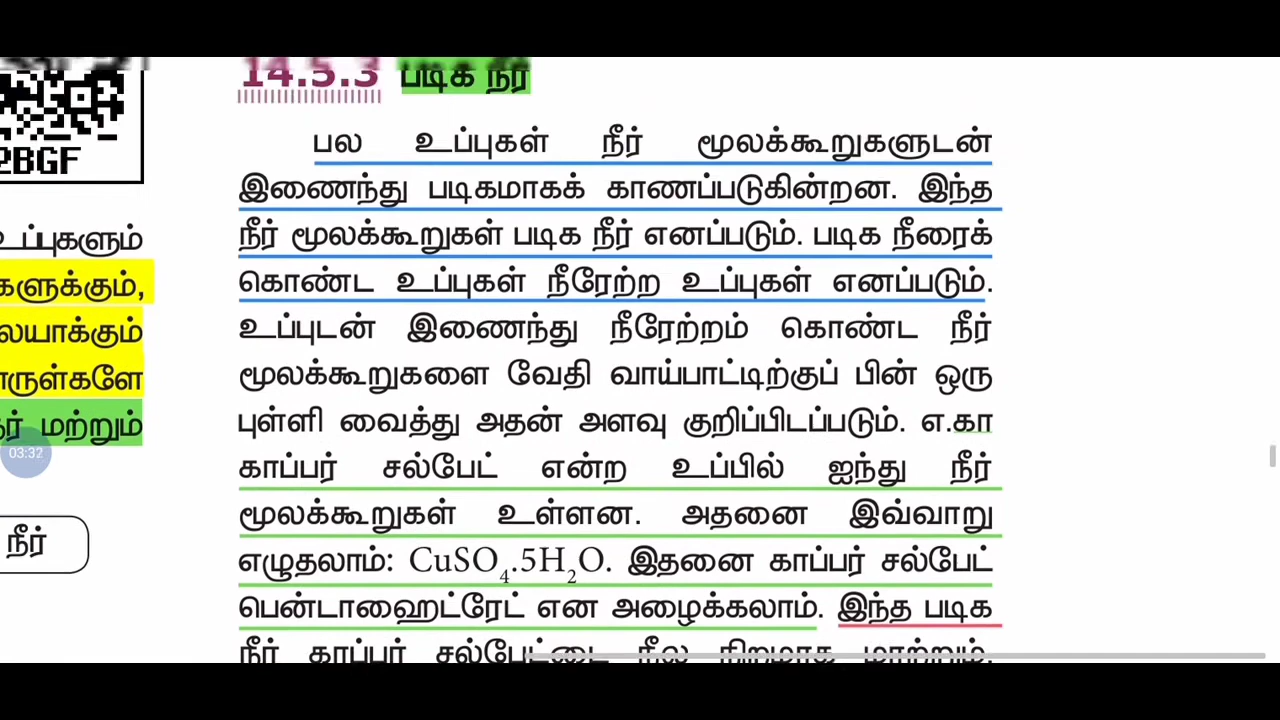 2BGF
உப்புகளும்
களுக்கும்,
லயாக்கும்
ருள்களே
மற்றும்
03:32
நீர்
14.5.3 படிக நீர்
பல உப்புகள் நீர் மூலக்கூறுகளுடன்
இணைந்து படிகமாகக் காணப்படுகின்றன. இந்த
நீர் மூலக்கூறுகள் படிக நீர் எனப்படும். படிக நீரைக்
கொண்ட உப்புகள் நீரேற்ற உப்புகள் எனப்படும்.
உப்புடன் இணைந்து நீரேற்றம் கொண்ட நீர்
மூலக்கூறுகளை வேதி வாய்பாட்டிற்குப் பின் ஒரு
புள்ளி வைத்து அதன் அளவு குறிப்பிடப்படும். எ.கா
காப்பர் சல்பேட் என்ற உப்பில் ஐந்து நீர்
மூலக்கூறுகள் உள்ளன. அதனை இவ்வாறு
எழுதலாம்: CuSO₄.5H₂O. இதனை காப்பர் சல்பேட்
பென்டாஹைட்ரேட் என அழைக்கலாம். இந்த படிக
நீர் காப்பர் சல்பேட்டை நீல நிறமாக மாற்றும்.